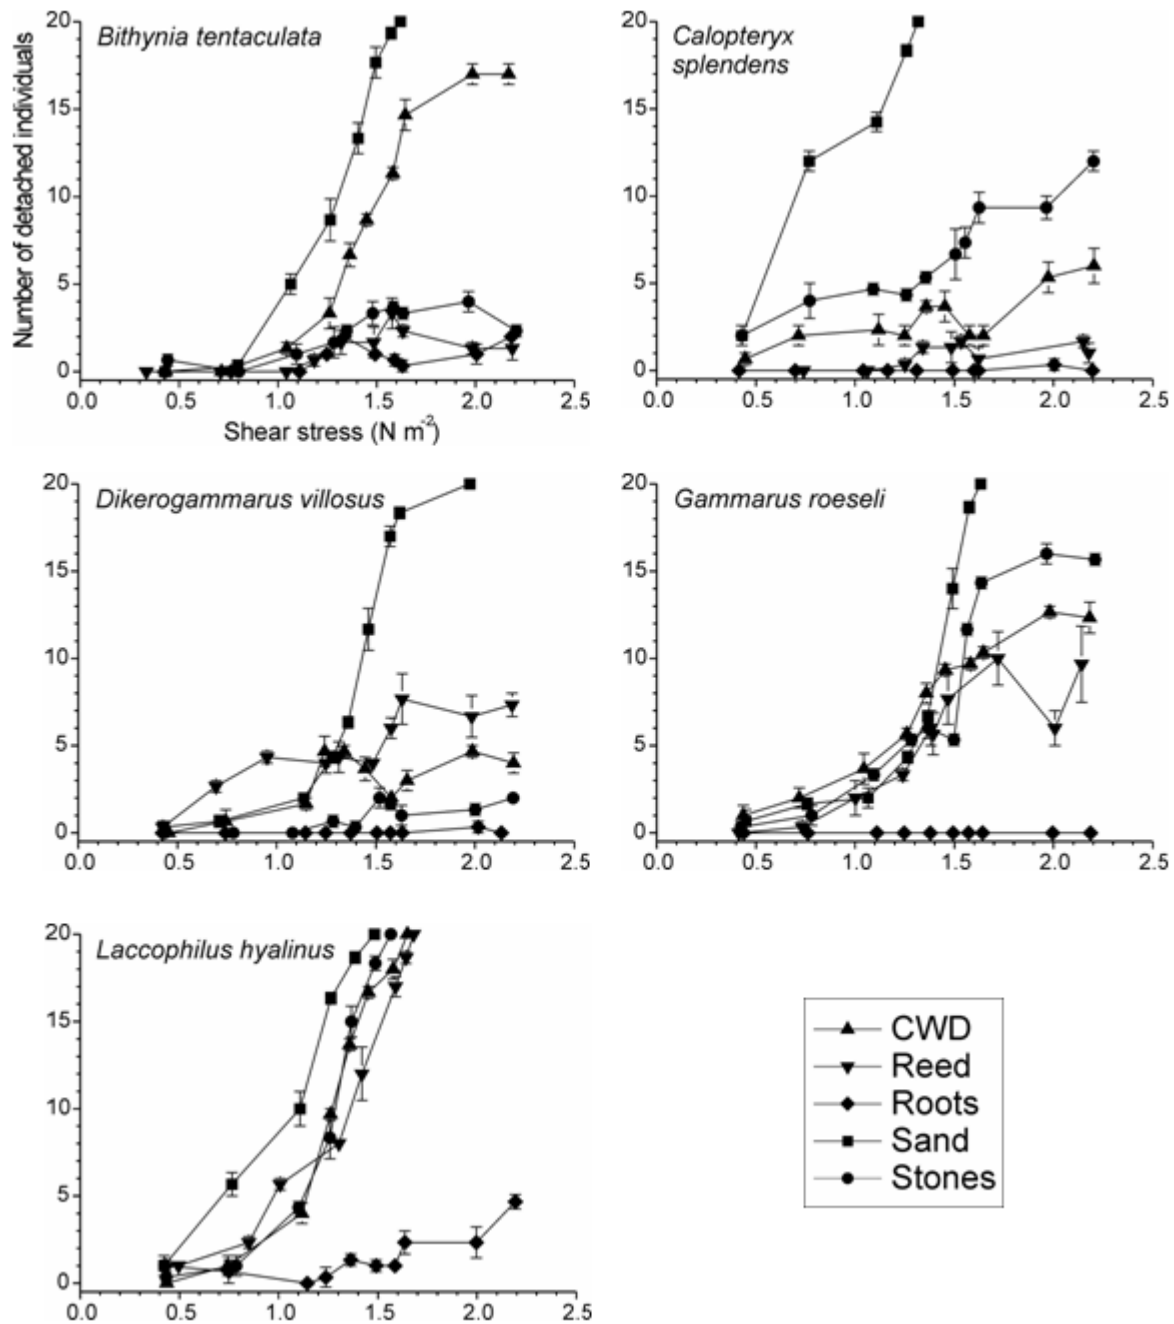 Number of detached individuals
Bithynia tentaculata
20
15
10
5
0
0.0 0.5 1.0 1.5 2.0 2.5
Shear stress (N m-2)
Calopteryx
splendens
20
15
10
5
0
0.0 0.5 1.0 1.5 2.0 2.5
Dikerogammarus villosus
20
15
10
5
0
0.0 0.5 1.0 1.5 2.0 2.5
Gammarus roeseli
20
15
10
5
0
0.0 0.5 1.0 1.5 2.0 2.5
Laccophilus hyalinus
20
15
10
5
0
0.0 0.5 1.0 1.5 2.0 2.5
CWD
Reed
Roots
Sand
Stones